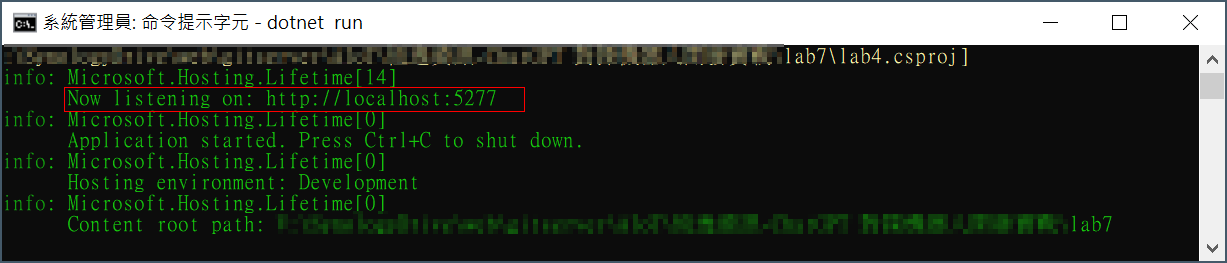 系統管理員: 命令提示字元 - dotnet run
lab7\lab4.csproj]
info: Microsoft.Hosting.Lifetime[14]
Now listening on: http://localhost:5277
info: Microsoft.Hosting.Lifetime[0]
Application started. Press Ctrl+C to shut down.
info: Microsoft.Hosting.Lifetime[0]
Hosting environment: Development
info: Microsoft.Hosting.Lifetime[0]
Content root path: lab7